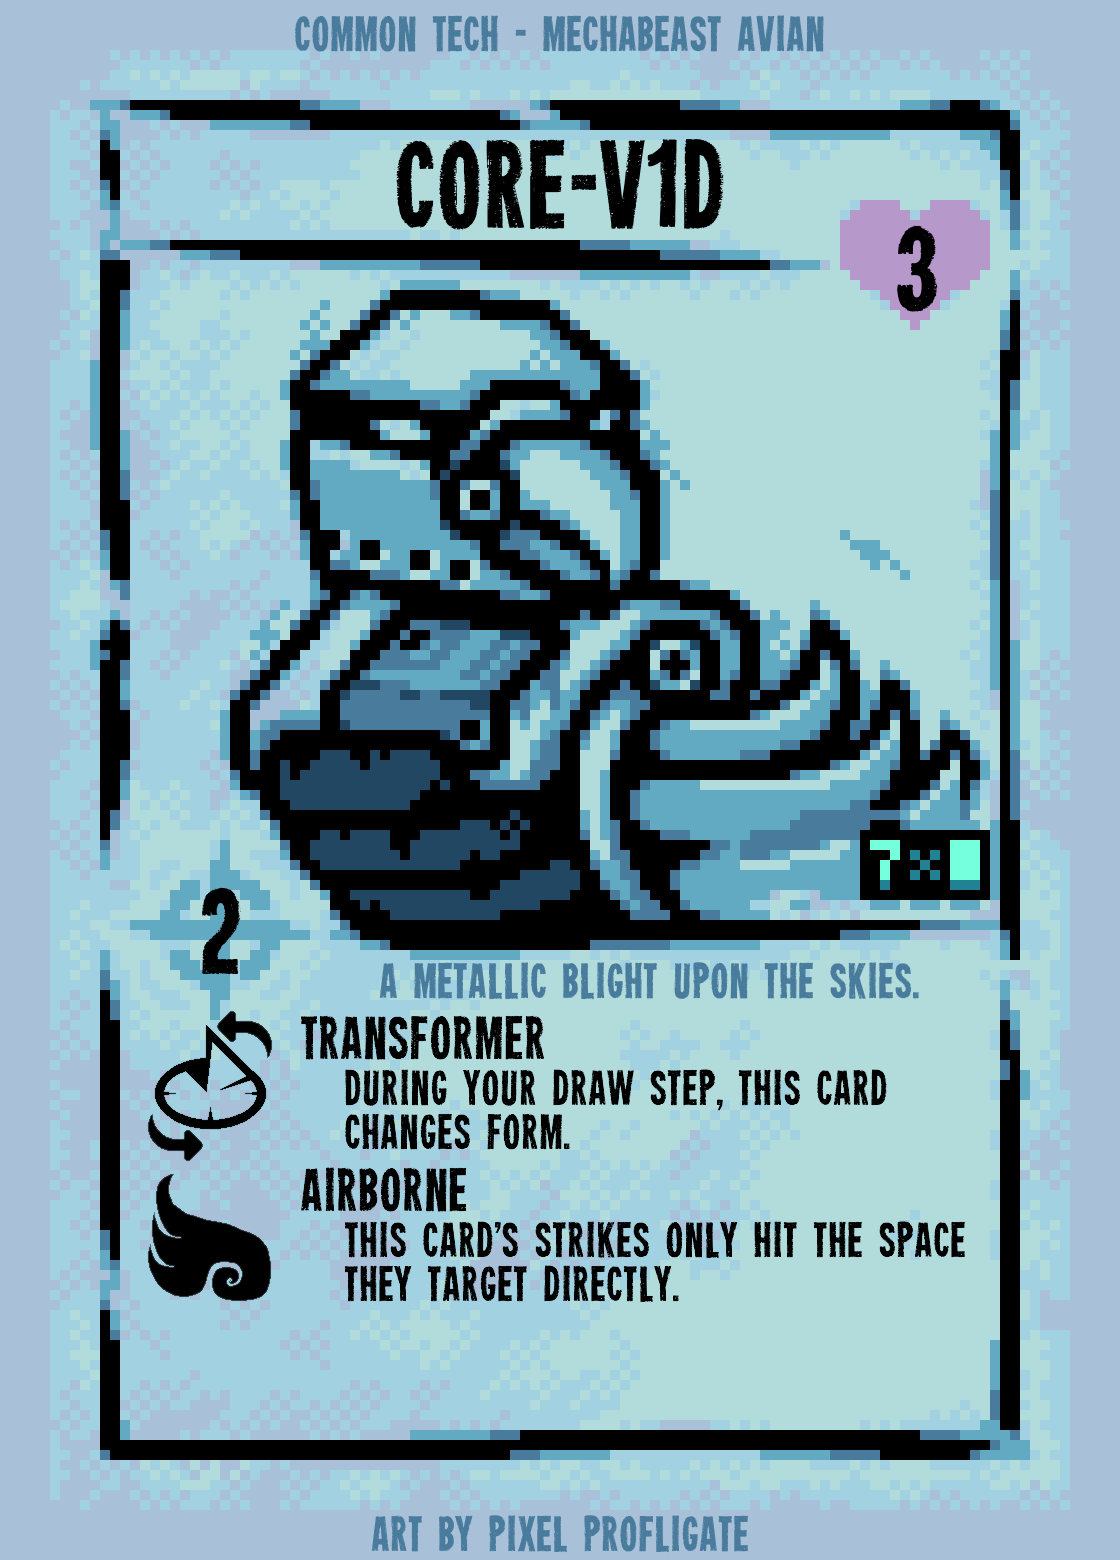 COMMON TECH - MECHABEAST AVIAN
CORE-V1D
3
2
A METALLIC BLIGHT UPON THE SKIES.
TRANSFORMER
DURING YOUR DRAW STEP, THIS CARD
CHANGES FORM.
AIRBORNE
THIS CARD'S STRIKES ONLY HIT THE SPACE
THEY TARGET DIRECTLY.
ART BY PIXEL PROFLIGATE